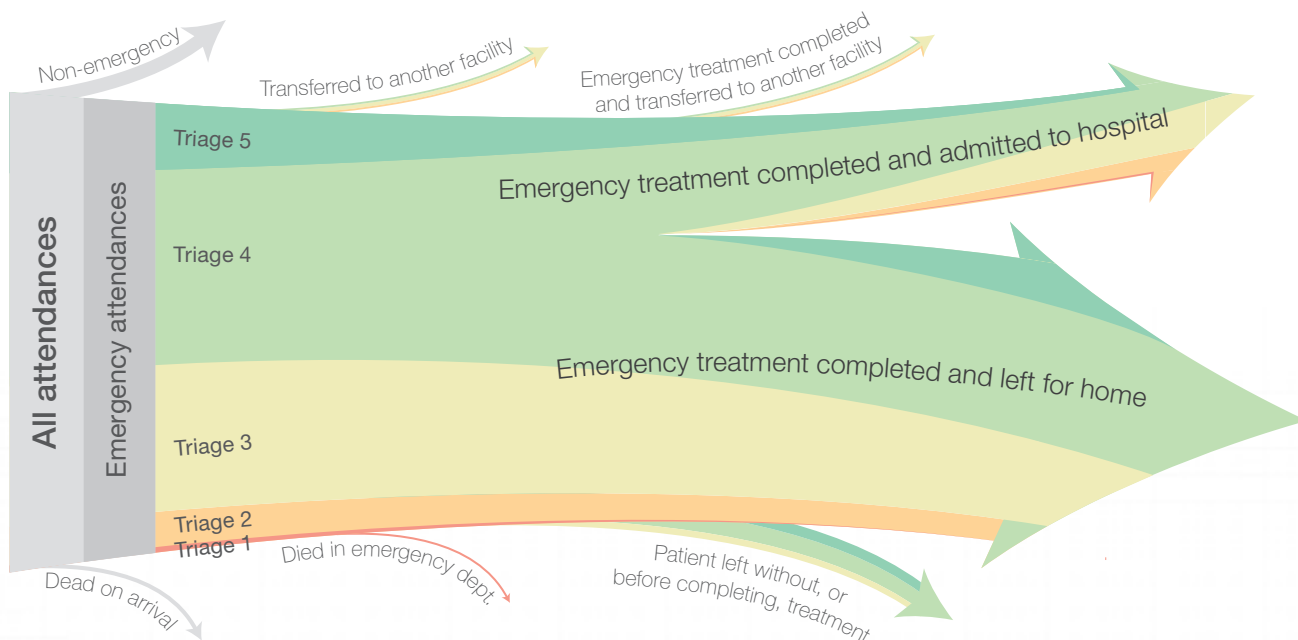 Non-emergency
Transferred to another facility
Emergency treatment completed
and transferred to another facility
All attendances
Emergency attendances
Triage 5
Emergency treatment completed and admitted to hospital
Triage 4
Emergency treatment completed and left for home
Triage 3
Triage 2
Triage 1
Died in emergency dept.
Patient left without, or
before completing, treatment
Dead on arrival